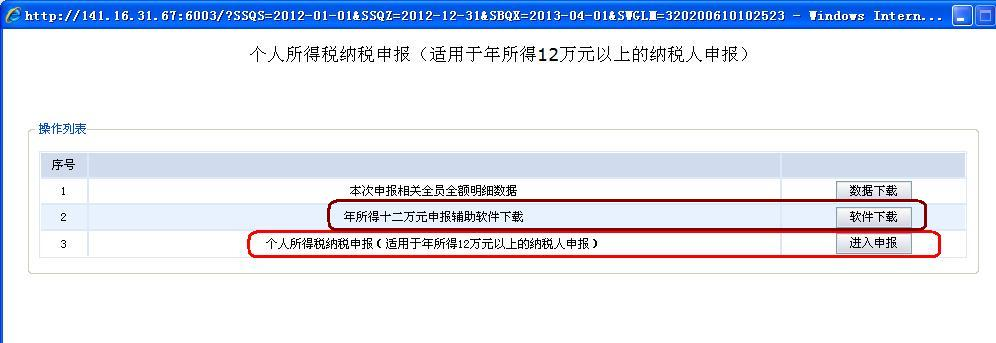 http://141.16.31.67:6003/?SSQS=2012-01-01&SSQZ=2012-12-31&SBQX=2013-04-01&SWGLM=320200610102523 - Windows Intern...
个人所得税纳税申报（适用于年所得12万元以上的纳税人申报）
操作列表
序号
1 本次申报相关全员全额明细数据 数据下载
2 年所得十二万元申报辅助软件下载 软件下载
3 个人所得税纳税申报（适用于年所得12万元以上的纳税人申报） 进入申报